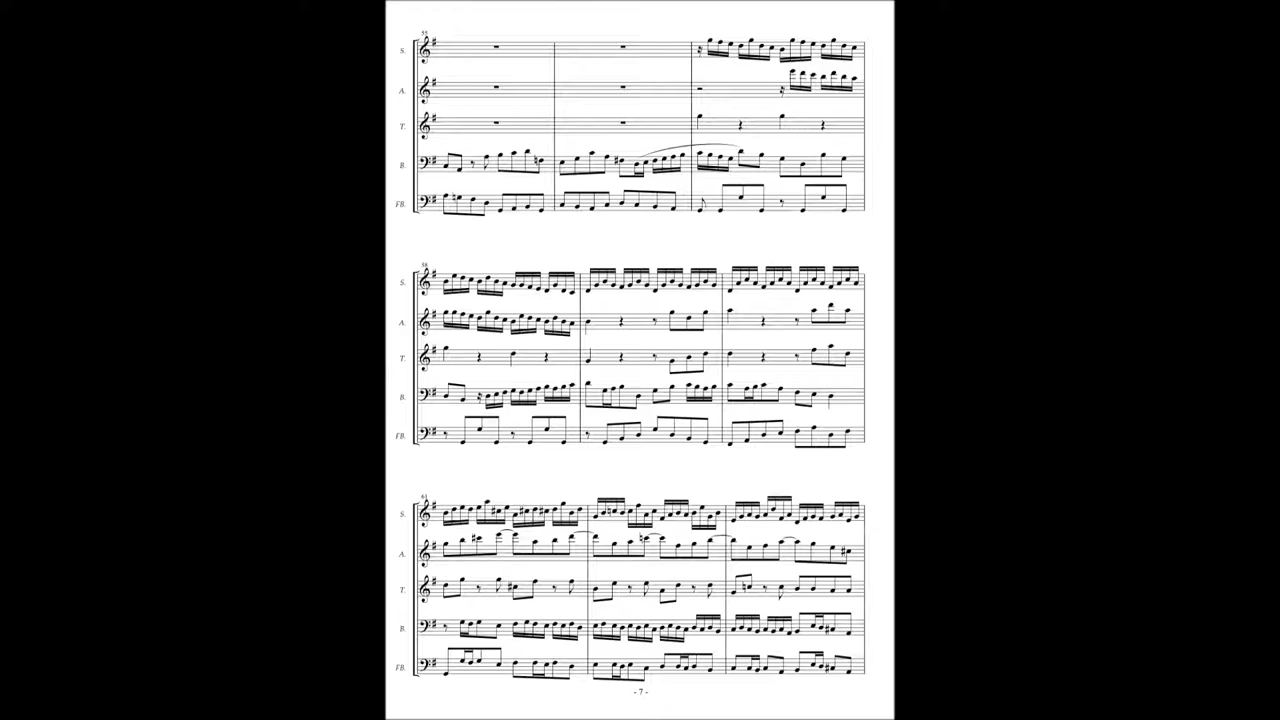 55
S.
A.
T.
B.
FB.
58
S.
A.
T.
B.
FB.
61
S.
A.
T.
B.
FB.
- 7 -